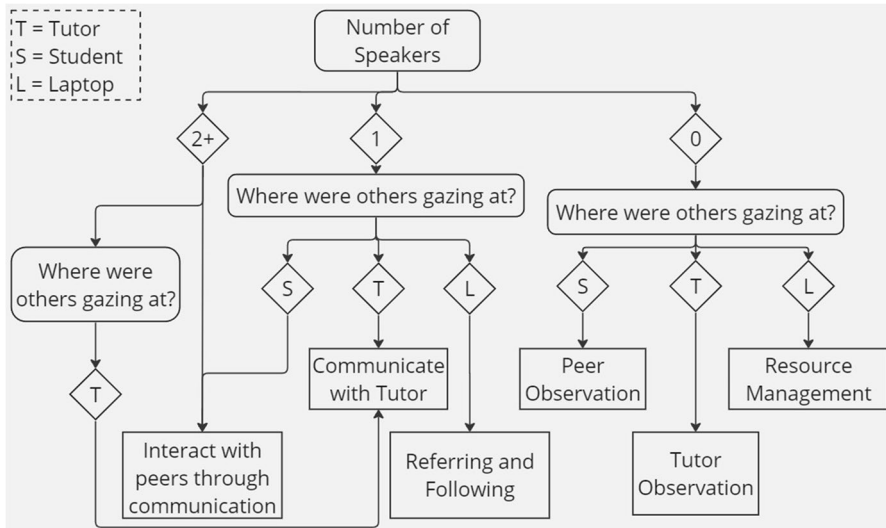 T = Tutor
S = Student
L = Laptop
Number of
Speakers
2+
1
0
Where were others gazing at?
Where were others gazing at?
Where were
others gazing at?
S
T
L
S
T
L
T
Communicate
with Tutor
Peer
Observation
Resource
Management
Interact with
peers through
communication
Referring and
Following
Tutor
Observation